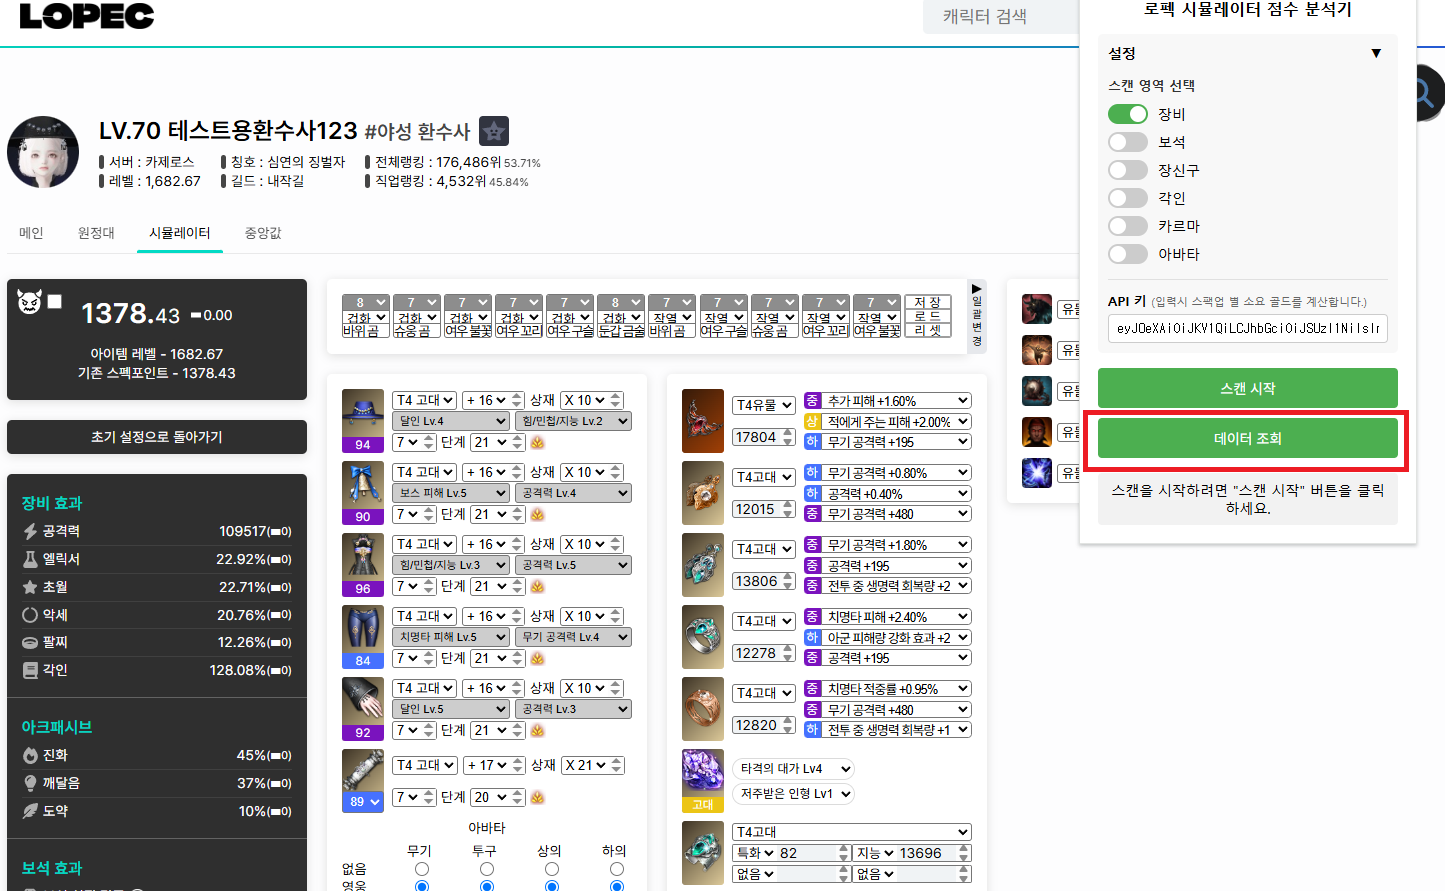 LOPEC
캐릭터 검색
LV.70 테스트용환수사123 #야성 환수사
서버 : 카제로스
칭호 : 심연의 징벌자
전체랭킹 : 176,486위 53.71%
레벨 : 1,682.67
길드 : 내작길
직업랭킹 : 4,532위 45.84%
메인
원정대
시뮬레이터
중앙값
1378.43 0.00
아이템 레벨 - 1682.67
기존 스펙포인트 - 1378.43
초기 설정으로 돌아가기
장비 효과
공격력 109517(0)
엘릭서 22.92%(0)
초월 22.71%(0)
악세 20.76%(0)
팔찌 12.26%(0)
각인 128.08%(0)
아크패시브
진화 45%(0)
깨달음 37%(0)
도약 10%(0)
보석 효과
8 7 7 7 7 8 7 7 7 7 7
겁화 겁화 겁화 겁화 겁화 겁화 작열 작열 작열 작열 작열
바위 곰 슈웅 곰 여우 불꽃 여우 꼬리 여우 구슬 둔갑 금술 바위 곰 여우 구슬 슈웅 곰 여우 꼬리 여우 불꽃
저 장
로 드
리 셋
▶
일
괄
변
경
T4 고대 + 16 상재 X 10
달인 Lv.4 힘/민첩/지능 Lv.2
94 7 단계 21
T4 고대 + 16 상재 X 10
보스 피해 Lv.5 공격력 Lv.4
90 7 단계 21
T4 고대 + 16 상재 X 10
힘/민첩/지능 Lv.3 공격력 Lv.5
96 7 단계 21
T4 고대 + 16 상재 X 10
치명타 피해 Lv.5 무기 공격력 Lv.4
84 7 단계 21
T4 고대 + 16 상재 X 10
달인 Lv.5 공격력 Lv.3
92 7 단계 21
T4 고대 + 17 상재 X 21
89 7 단계 20
아바타
무기 투구 상의 하의
없음
영웅
T4유물
17804
중 추가 피해 +1.60%
상 적에게 주는 피해 +2.00%
하 무기 공격력 +195
T4고대
12015
하 무기 공격력 +0.80%
하 공격력 +0.40%
중 무기 공격력 +480
T4고대
13806
중 무기 공격력 +1.80%
중 공격력 +195
중 전투 중 생명력 회복량 +2
T4고대
12278
중 치명타 피해 +2.40%
하 아군 피해량 강화 효과 +2
중 공격력 +195
T4고대
12820
중 치명타 적중률 +0.95%
중 무기 공격력 +480
하 전투 중 생명력 회복량 +1
고대
타격의 대가 Lv4
저주받은 인형 Lv1
T4고대
특화 82 지능 13696
없음 없음
유물
유물
유물
유물
유물
로펙 시뮬레이터 점수 분석기
설정 ▼
스캔 영역 선택
장비
보석
장신구
각인
카르마
아바타
API 키 (입력시 스팩업 별 소요 골드를 계산합니다.)
스캔 시작
데이터 조회
스캔을 시작하려면 "스캔 시작" 버튼을 클릭
하세요.